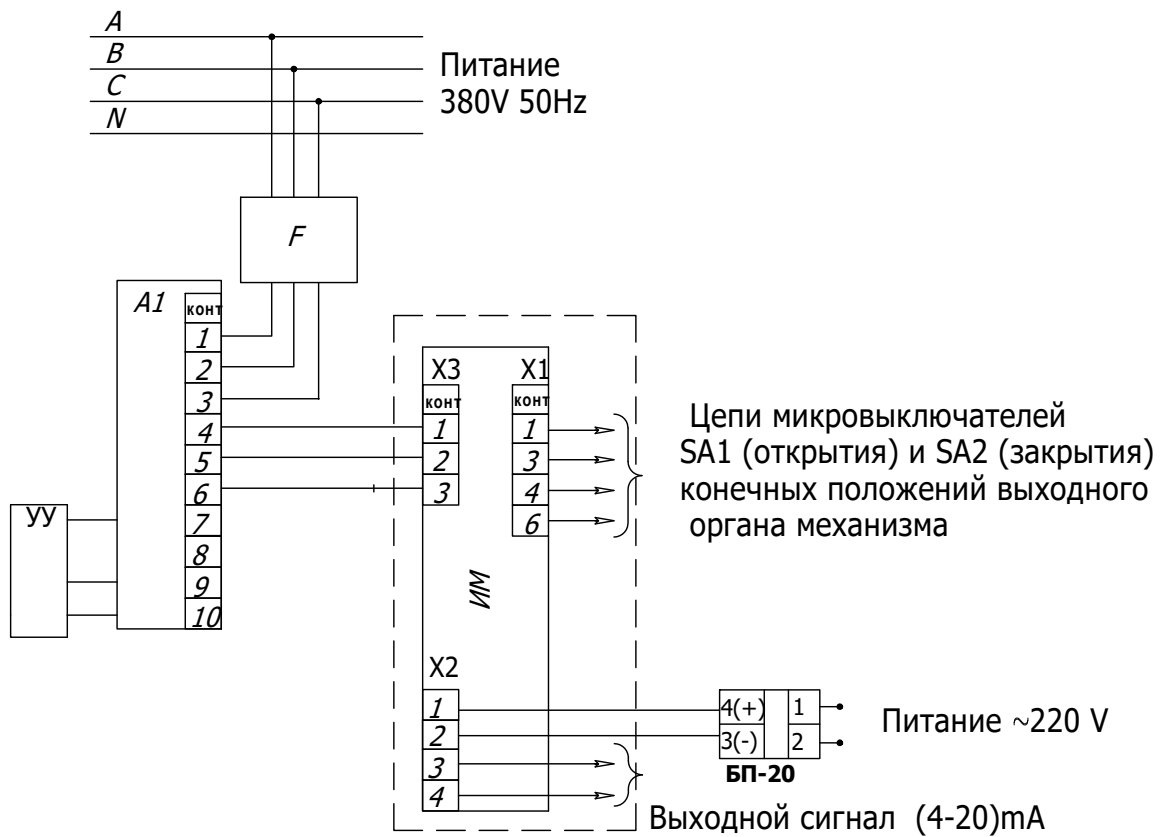 A
B
C
N
Питание
380V 50Hz
F
A1
конт
1
2
3
4
5
6
7
8
9
10
УУ
X3
конт
1
2
3
X1
конт
1
3
4
6
Цепи микровыключателей
SA1 (открытия) и SA2 (закрытия)
конечных положений выходного
органа механизма
ИМ
X2
1
2
3
4
4(+)
3(-)
1
2
БП-20
Питание ~220 V
Выходной сигнал (4-20)mA